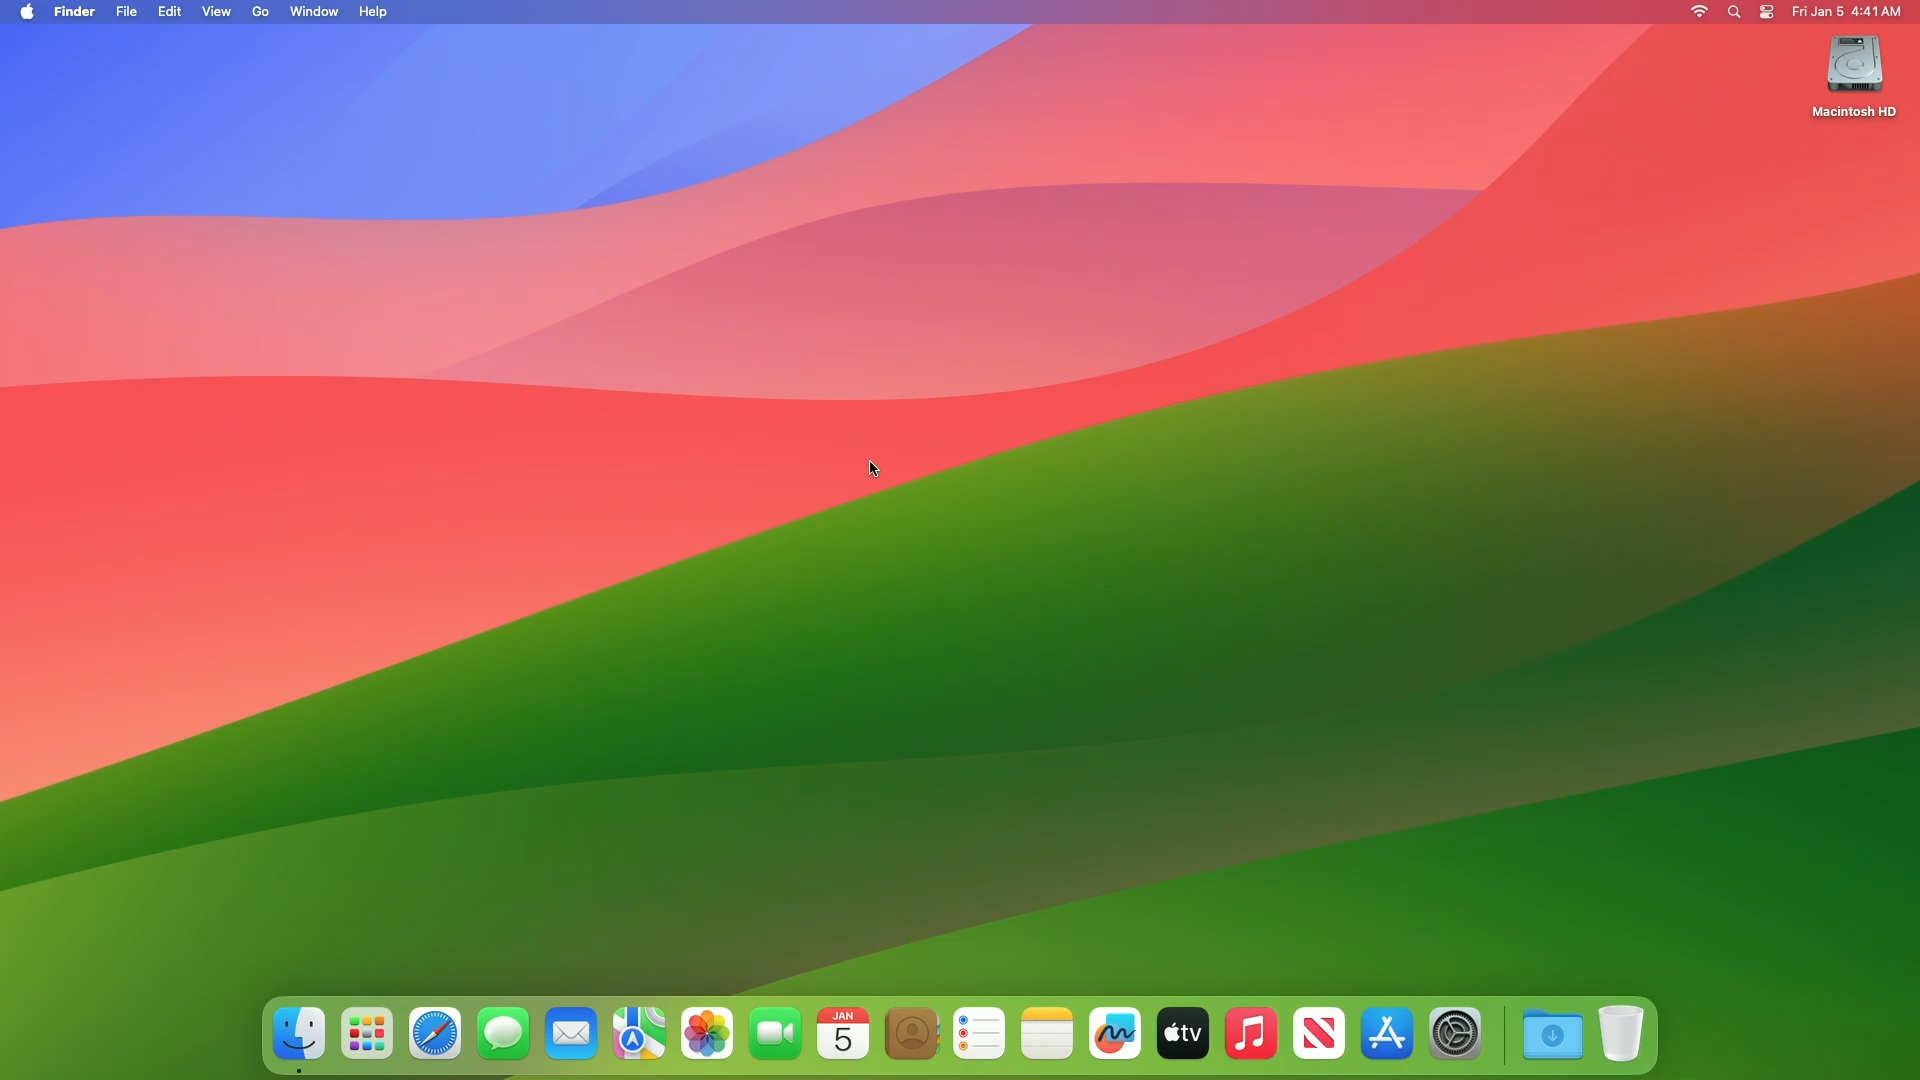 Finder File Edit View Go Window Help Fri Jan 5 4:41 AM
Macintosh HD
JAN
5
tv